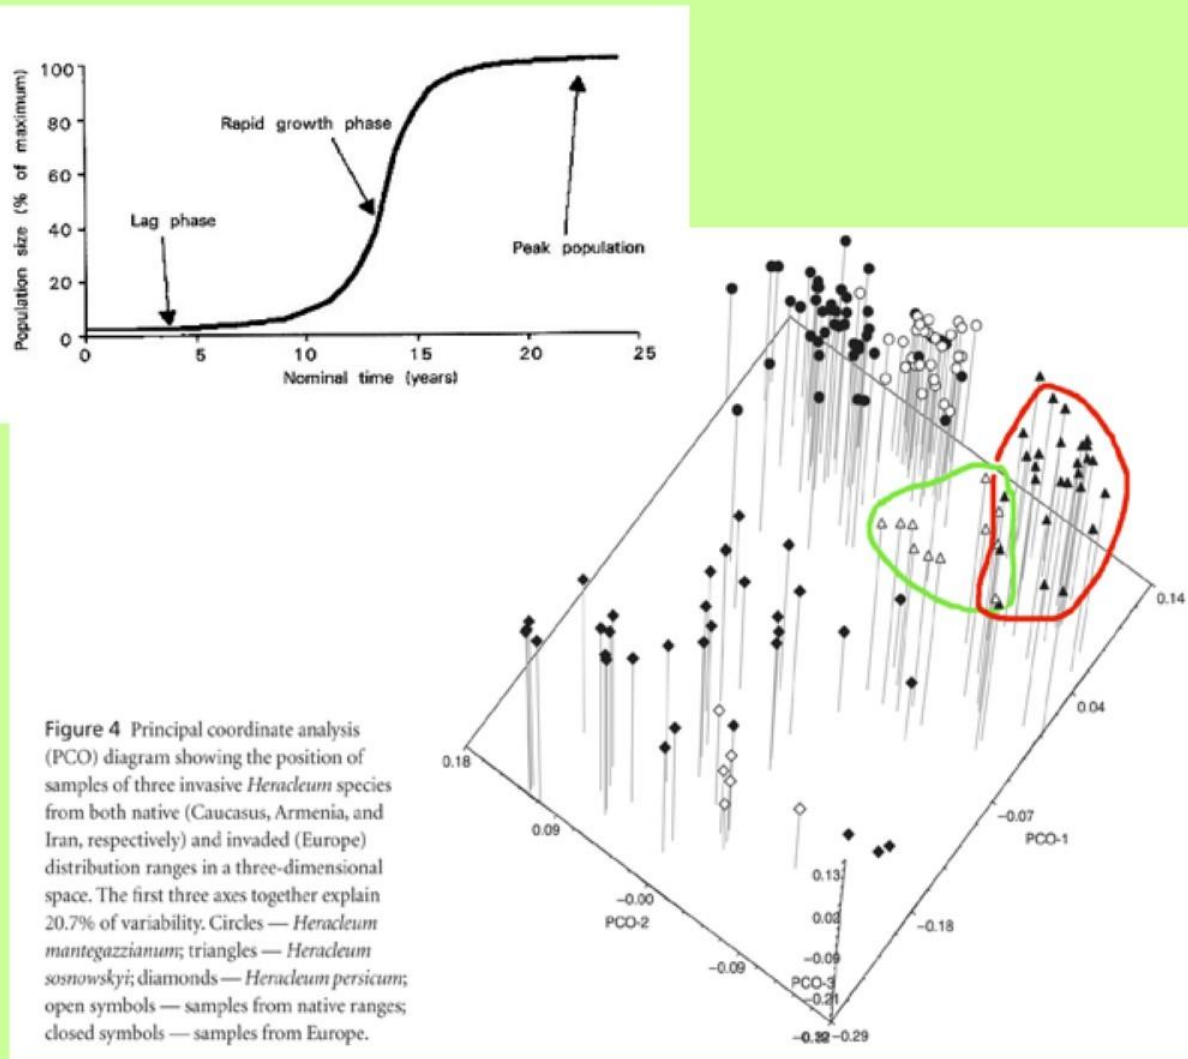 100
Population size (% of maximum)
80
60
40
20
0
Rapid growth phase
Lag phase
Peak population
0 5 10 15 20 25
Nominal time (years)
Figure 4 Principal coordinate analysis
(PCO) diagram showing the position of
samples of three invasive Heracleum species
from both native (Caucasus, Armenia, and
Iran, respectively) and invaded (Europe)
distribution ranges in a three-dimensional
space. The first three axes together explain
20.7% of variability. Circles — Heracleum
mantegazzianum; triangles — Heracleum
sosnowskyi; diamonds — Heracleum persicum;
open symbols — samples from native ranges;
closed symbols — samples from Europe.
0.18
0.09
-0.00
PCO-2
-0.09
0.14
0.04
-0.07
PCO-1
-0.18
0.13
0.02
-0.09
PCO-3
-0.21
-0.29